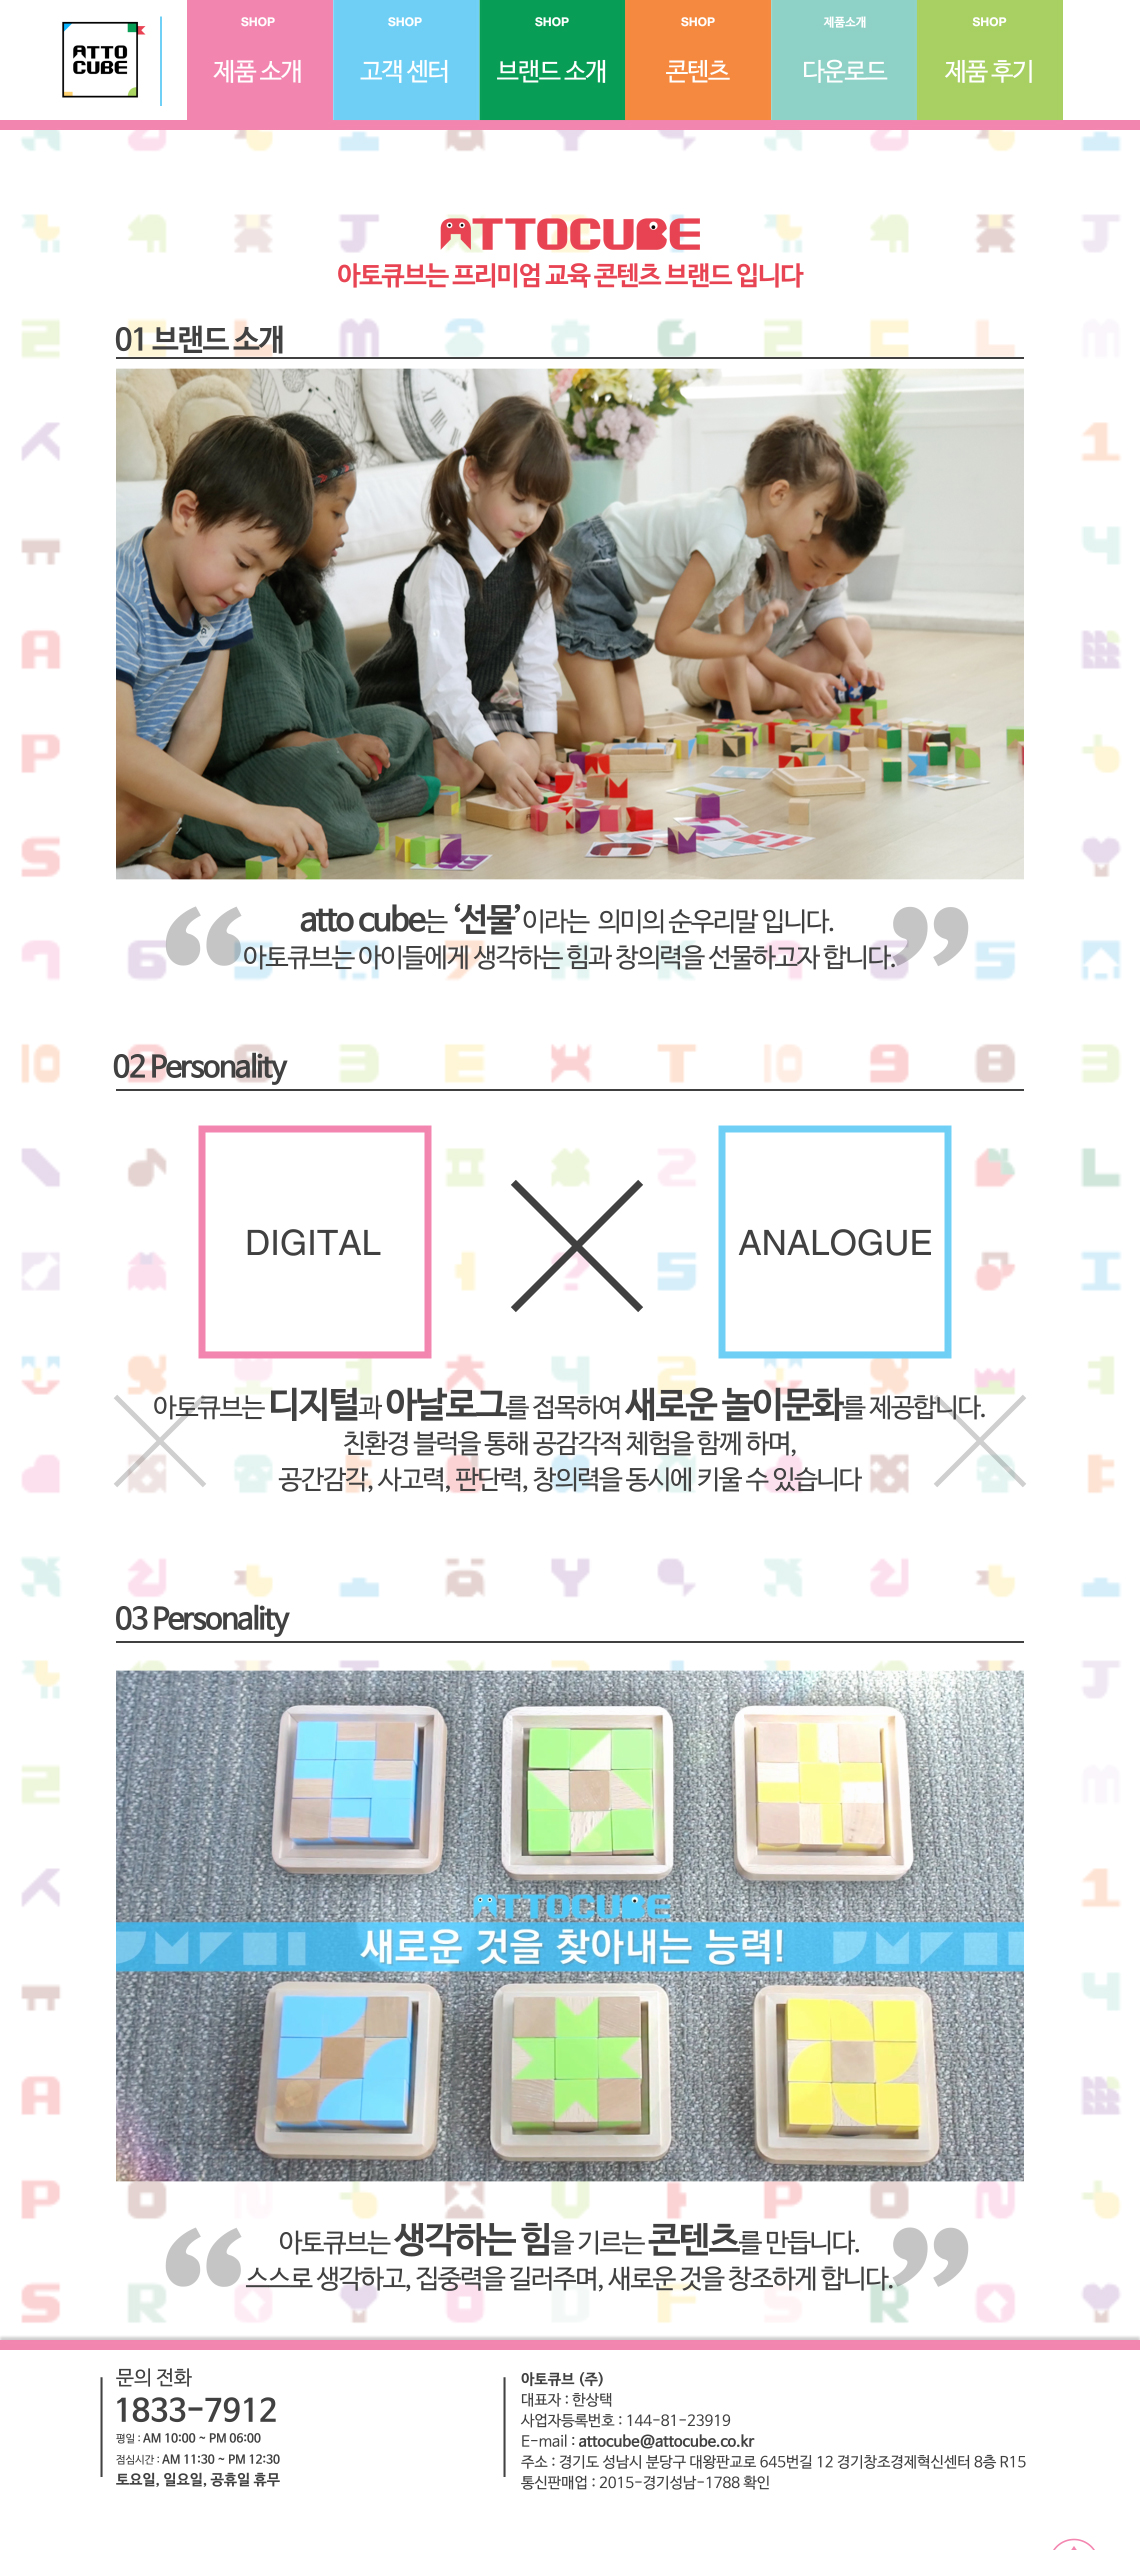 ATTO
CUBE
SHOP
제품 소개
SHOP
고객 센터
SHOP
브랜드 소개
SHOP
콘텐츠
제품소개
다운로드
SHOP
제품 후기
ATTOCUBE
아토큐브는 프리미엄 교육 콘텐츠 브랜드 입니다
01 브랜드 소개
“ atto cube는 ‘선물’이라는 의미의 순우리말 입니다.
아토큐브는 아이들에게 생각하는 힘과 창의력을 선물하고자 합니다. ”
02 Personality
DIGITAL
ANALOGUE
아토큐브는 디지털과 아날로그를 접목하여 새로운 놀이문화를 제공합니다.
친환경 블럭을 통해 공감각적 체험을 함께 하며,
공간감각, 사고력, 판단력, 창의력을 동시에 키울 수 있습니다
03 Personality
ATTOCUBE
새로운 것을 찾아내는 능력!
“ 아토큐브는 생각하는 힘을 기르는 콘텐츠를 만듭니다.
스스로 생각하고, 집중력을 길러주며, 새로운 것을 창조하게 합니다. ”
문의 전화
1833-7912
평일 : AM 10:00 ~ PM 06:00
점심시간 : AM 11:30 ~ PM 12:30
토요일, 일요일, 공휴일 휴무
아토큐브 (주)
대표자 : 한상택
사업자등록번호 : 144-81-23919
E-mail : attocube@attocube.co.kr
주소 : 경기도 성남시 분당구 대왕판교로 645번길 12 경기창조경제혁신센터 8층 R15
통신판매업 : 2015-경기성남-1788 확인